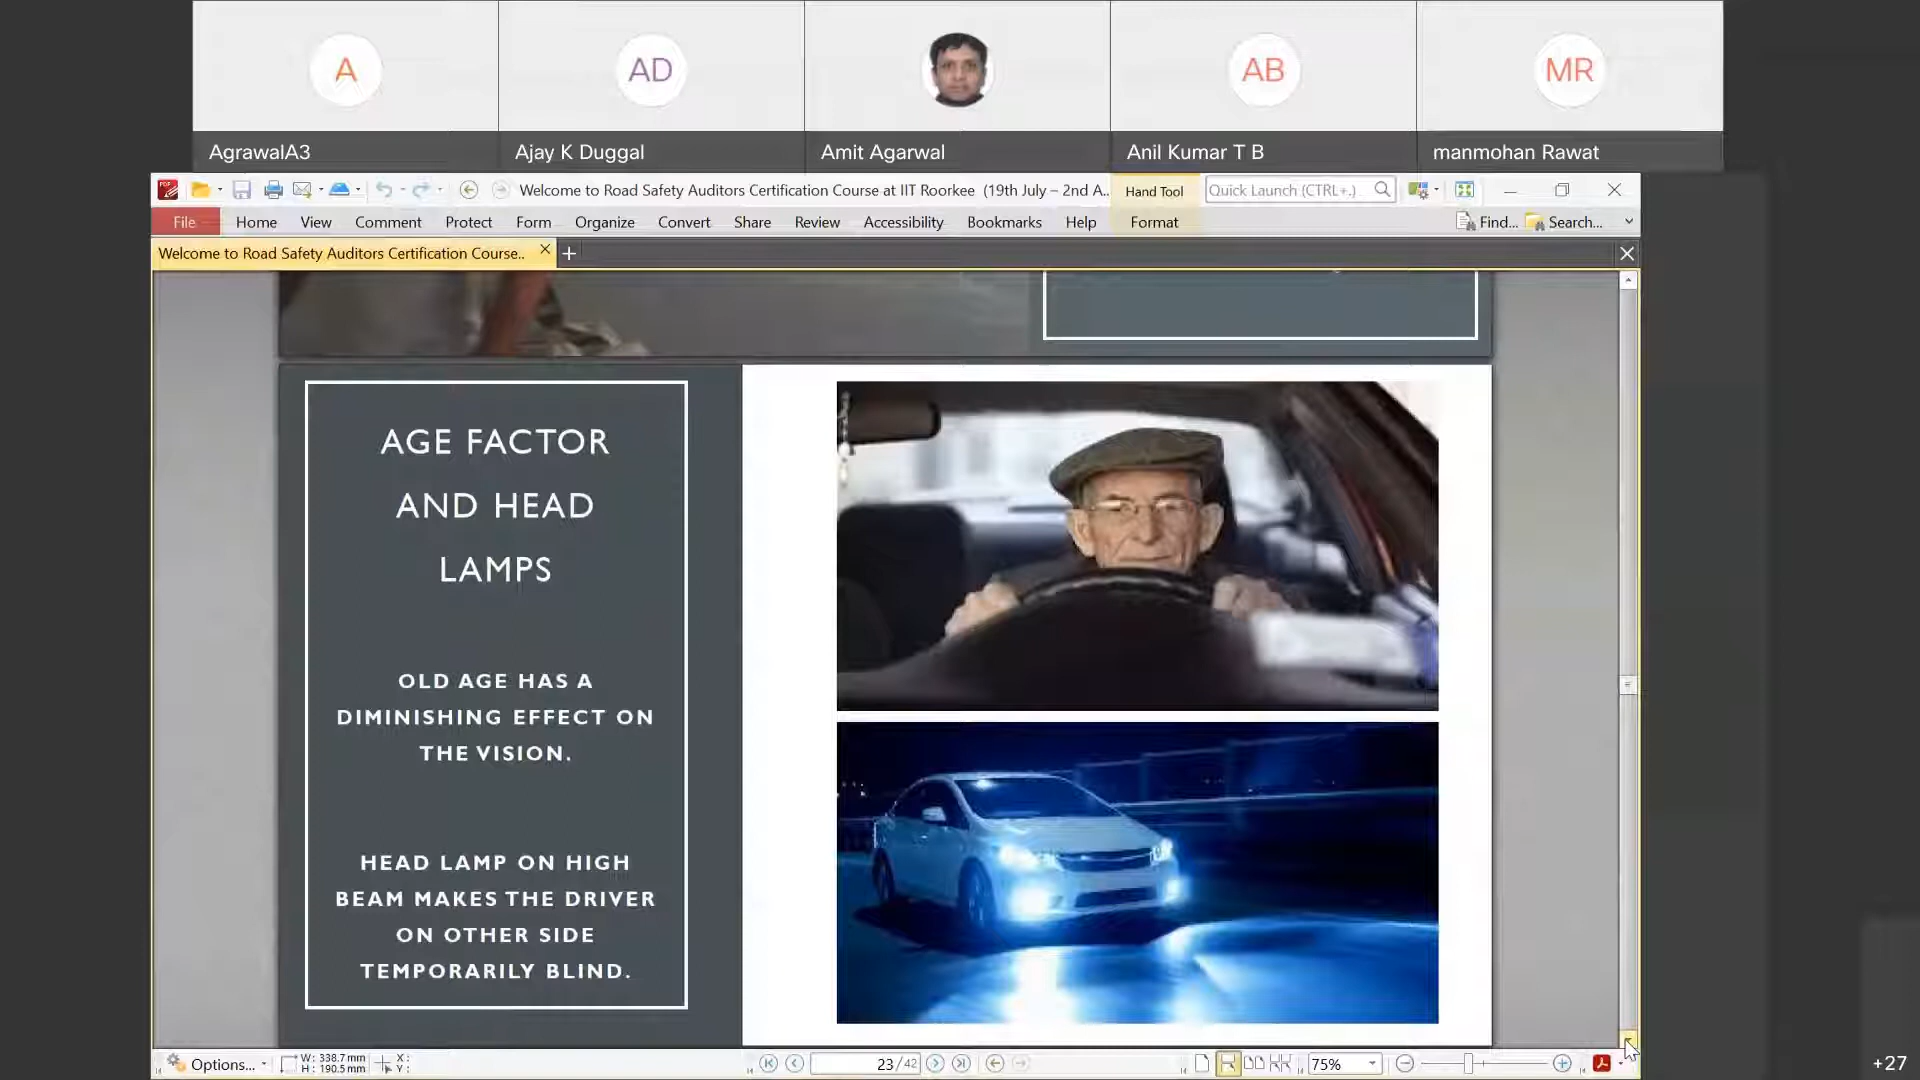 A
AD
AB
MR
AgrawalA3
Ajay K Duggal
Amit Agarwal
Anil Kumar T B
manmohan Rawat
Welcome to Road Safety Auditors Certification Course at IIT Roorkee (19th July – 2nd A...
Hand Tool
Quick Launch (CTRL+.)
File
Home
View
Comment
Protect
Form
Organize
Convert
Share
Review
Accessibility
Bookmarks
Help
Format
Find...
Search...
Welcome to Road Safety Auditors Certification Course..
AGE FACTOR
AND HEAD
LAMPS
OLD AGE HAS A
DIMINISHING EFFECT ON
THE VISION.
HEAD LAMP ON HIGH
BEAM MAKES THE DRIVER
ON OTHER SIDE
TEMPORARILY BLIND.
Options...
W: 338.7 mm
H: 190.5 mm
X:
Y:
23 / 42
75%
+27